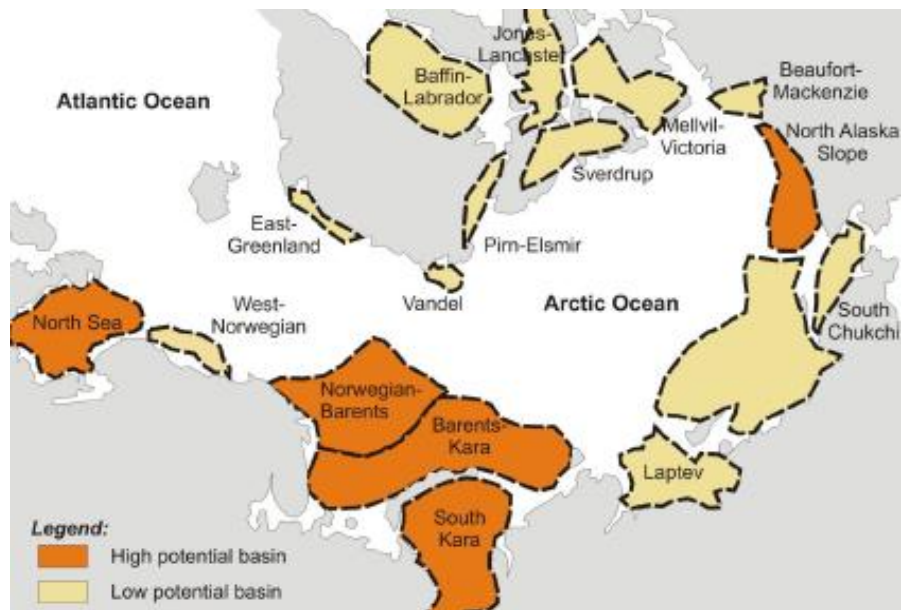 Jones-
Lanchster
Baffin-
Labrador
Beaufort-
Mackenzie
Atlantic Ocean
North Alaska
Slope
Mellvil-
Victoria
Sverdrup
East-
Greenland
Pirn-Elsmir
Vandel
Arctic Ocean
West-
Norwegian
North Sea
South
Chukchi
Norwegian-
Barents
Barents-
Kara
Laptev
South
Kara
Legend:
High potential basin
Low potential basin